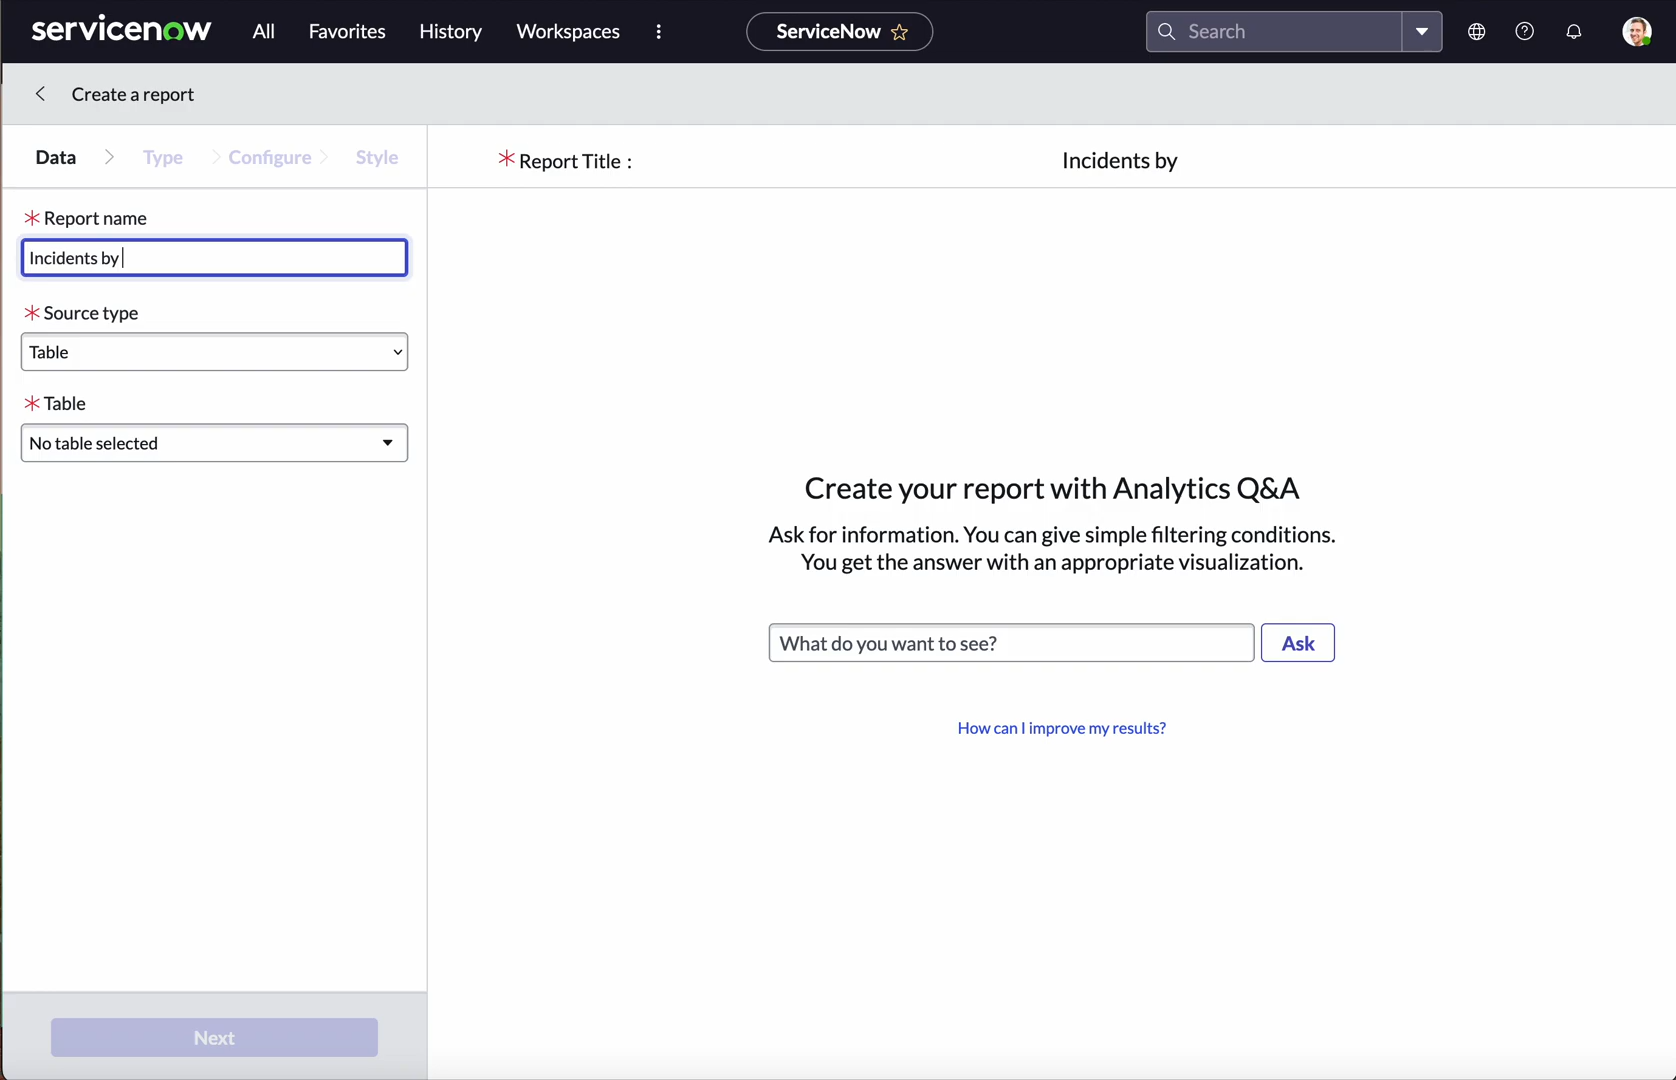 servicenow All Favorites History Workspaces ServiceNow Search
Create a report
Data Type Configure Style
* Report Title : Incidents by
* Report name
Incidents by
* Source type
Table
* Table
No table selected
Create your report with Analytics Q&A
Ask for information. You can give simple filtering conditions.
You get the answer with an appropriate visualization.
What do you want to see? Ask
How can I improve my results?
Next